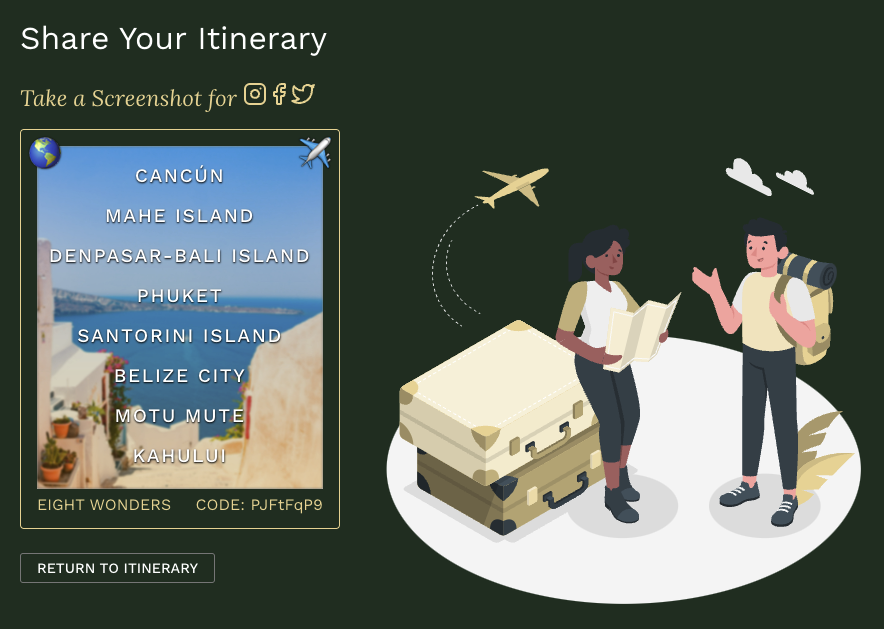 Share Your Itinerary
Take a Screenshot for
CANCÚN
MAHE ISLAND
DENPASAR-BALI ISLAND
PHUKET
SANTORINI ISLAND
BELIZE CITY
MOTU MUTE
KAHULUI
EIGHT WONDERS CODE: PJFtFqP9
RETURN TO ITINERARY